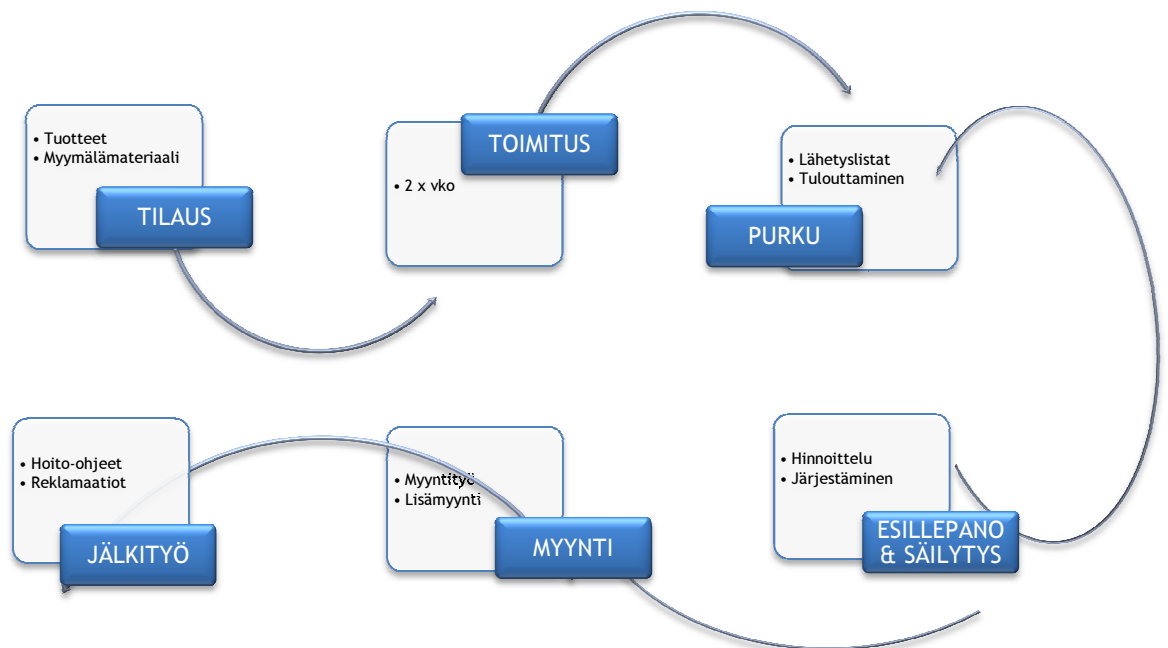 • Tuotteet
• Myymälämateriaali
TILAUS
TOIMITUS
• 2 x vko
• Lähetyslistat
• Tulouttaminen
PURKU
• Hinnoittelu
• Järjestäminen
ESILLEPANO
& SÄILYTYS
• Myyntityö
• Lisämyynti
MYYNTI
• Hoito-ohjeet
• Reklamaatiot
JÄLKITYÖ